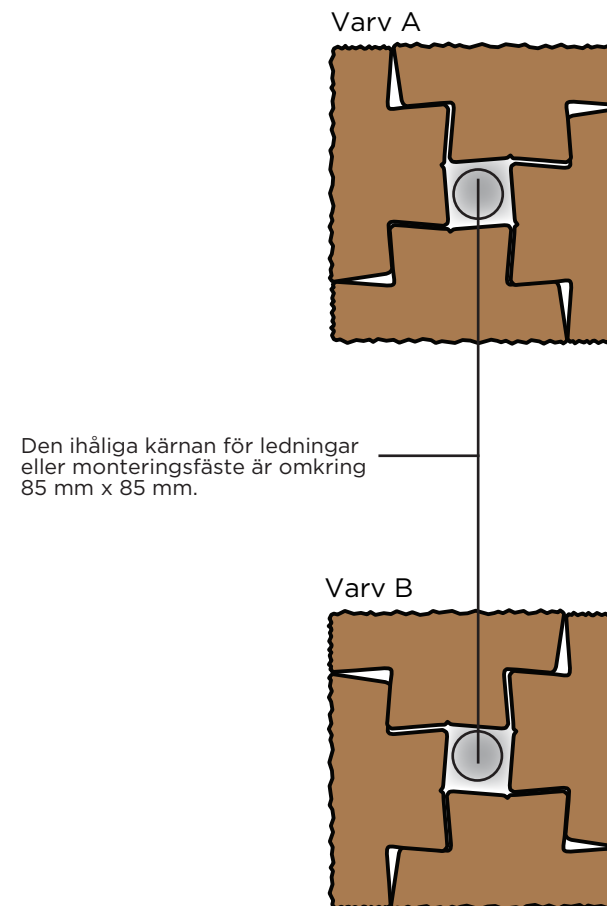 Varv A
Den ihåliga kärnan för ledningar
eller monteringsfäste är omkring
85 mm x 85 mm.
Varv B